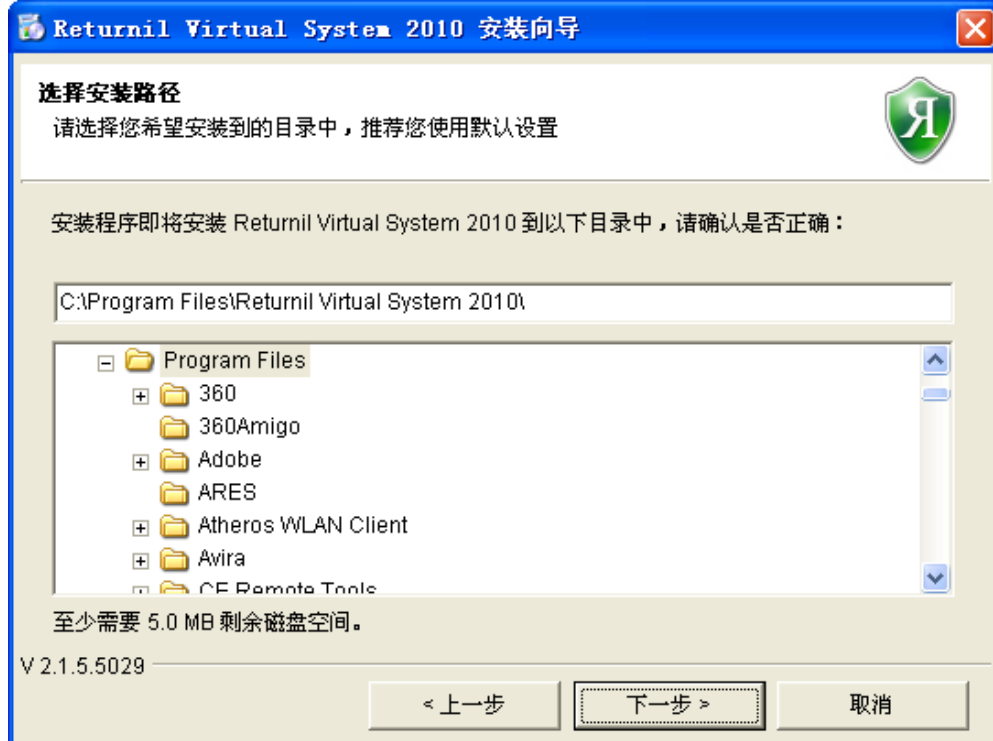 Returnil Virtual System 2010 安装向导
选择安装路径
请选择您希望安装到的目录中，推荐您使用默认设置
Я
安装程序即将安装 Returnil Virtual System 2010 到以下目录中，请确认是否正确：
C:\Program Files\Returnil Virtual System 2010\
Program Files
360
360Amigo
Adobe
ARES
Atheros WLAN Client
Avira
CE Remote Tools
至少需要 5.0 MB 剩余磁盘空间。
V 2.1.5.5029
< 上一步
下一步 >
取消